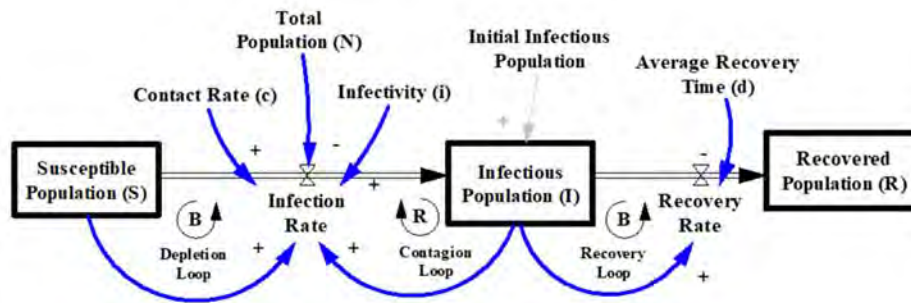 Total
Population (N)
Initial Infectious
Population
Average Recovery
Time (d)
Contact Rate (c)
Infectivity (i)
+
-
+
+
-
Susceptible
Population (S)
Infection
Rate
Infectious
Population (I)
Recovery
Rate
Recovered
Population (R)
B
R
B
Depletion
Loop
Contagion
Loop
Recovery
Loop
+
+
+